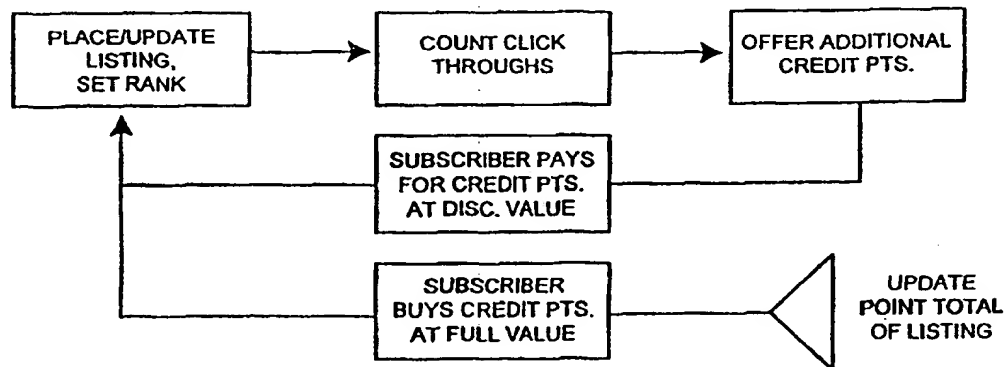 PLACE/UPDATE
LISTING,
SET RANK
COUNT CLICK
THROUGHS
OFFER ADDITIONAL
CREDIT PTS.
SUBSCRIBER PAYS
FOR CREDIT PTS.
AT DISC. VALUE
SUBSCRIBER
BUYS CREDIT PTS.
AT FULL VALUE
UPDATE
POINT TOTAL
OF LISTING